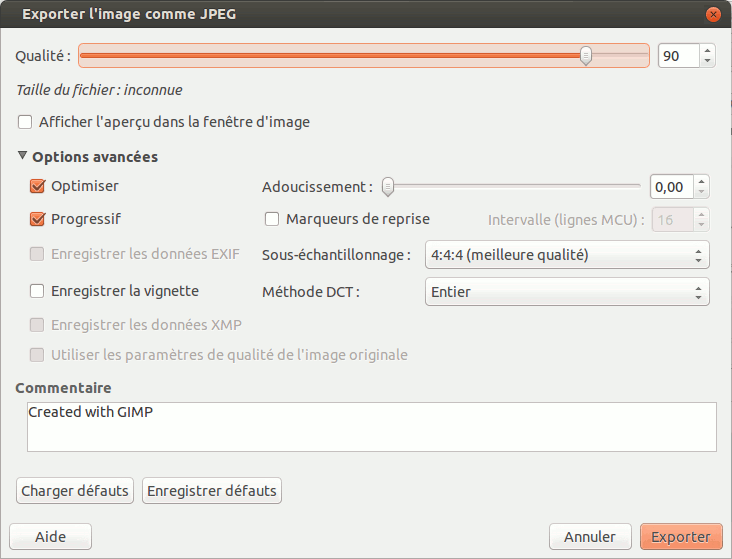 Exporter l'image comme JPEG
Qualité : 90
Taille du fichier : inconnue
Afficher l'aperçu dans la fenêtre d'image
Options avancées
Optimiser Adoucissement : 0,00
Progressif Marqueurs de reprise Intervalle (lignes MCU) : 16
Enregistrer les données EXIF Sous-échantillonnage : 4:4:4 (meilleure qualité)
Enregistrer la vignette Méthode DCT : Entier
Enregistrer les données XMP
Utiliser les paramètres de qualité de l'image originale
Commentaire
Created with GIMP
Charger défauts Enregistrer défauts
Aide Annuler Exporter